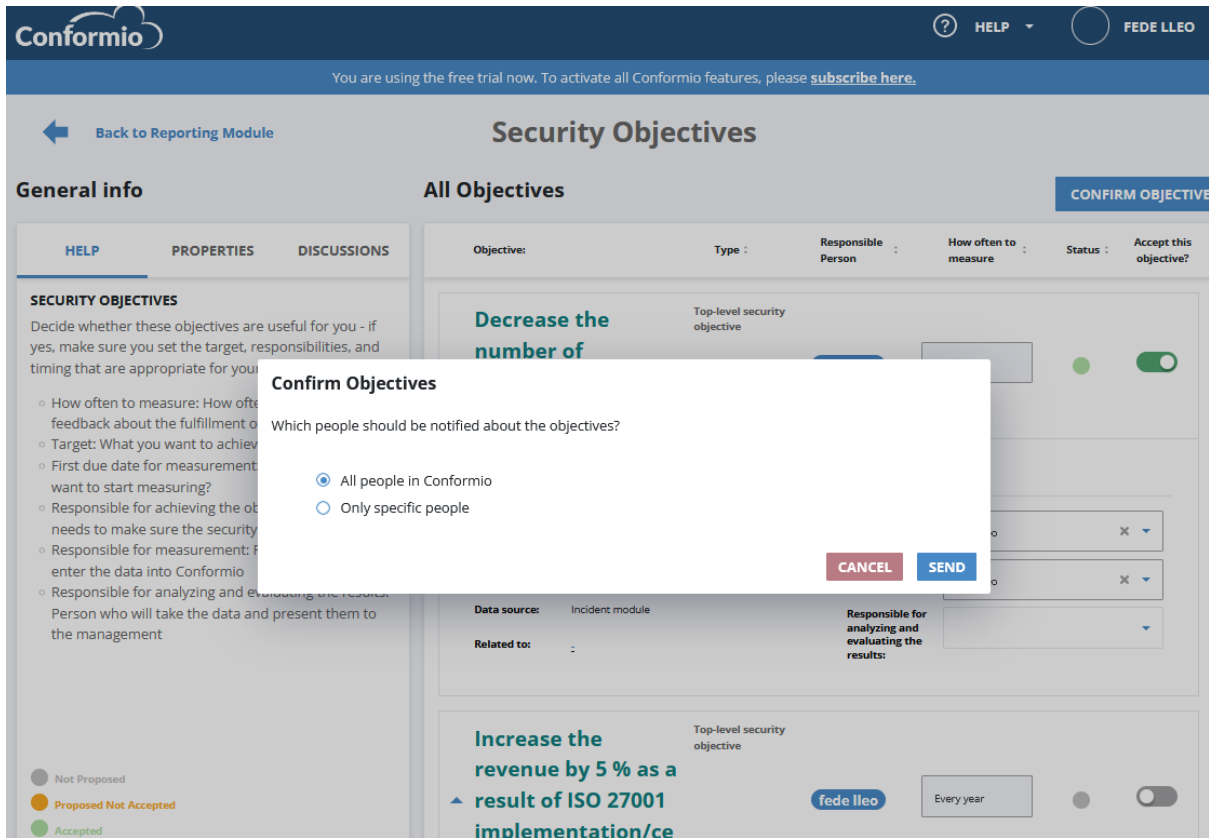 Conformio
HELP
FEDE LLEO
You are using the free trial now. To activate all Conformio features, please subscribe here.
Back to Reporting Module
Security Objectives
General info
All Objectives
CONFIRM OBJECTIVE
HELP
PROPERTIES
DISCUSSIONS
Objective:
Type
Responsible
Person
How often to
measure
Status
Accept this
objective?
SECURITY OBJECTIVES
Decide whether these objectives are useful for you - if
yes, make sure you set the target, responsibilities, and
timing that are appropriate for your
How often to measure: How ofte
feedback about the fulfillment o
Target: What you want to achiev
First due date for measurement
want to start measuring?
Responsible for achieving the ob
needs to make sure the security
Responsible for measurement:
enter the data into Conformio
Responsible for analyzing and evaluating the results:
Person who will take the data and present them to
the management
Not Proposed
Proposed Not Accepted
Accepted
Decrease the
number of
Top-level security
objective
Confirm Objectives
Which people should be notified about the objectives?
All people in Conformio
Only specific people
CANCEL
SEND
Data source:
Incident module
Related to:
-
Responsible for
analyzing and
evaluating the
results:
Increase the
revenue by 5 % as a
result of ISO 27001
implementation/ce
Top-level security
objective
fede lleo
Every year